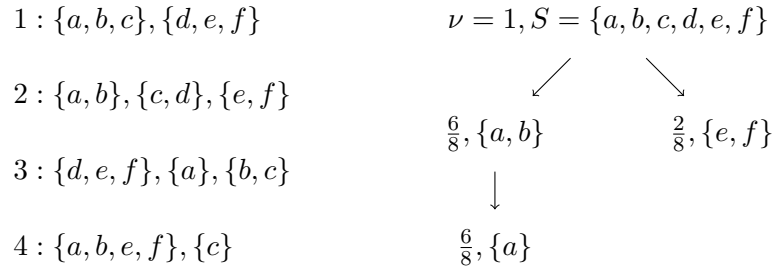 1 : {a, b, c}, {d, e, f}
2 : {a, b}, {c, d}, {e, f}
3 : {d, e, f}, {a}, {b, c}
4 : {a, b, e, f}, {c}
ν = 1, S = {a, b, c, d, e, f}
6/8, {a, b}
2/8, {e, f}
6/8, {a}